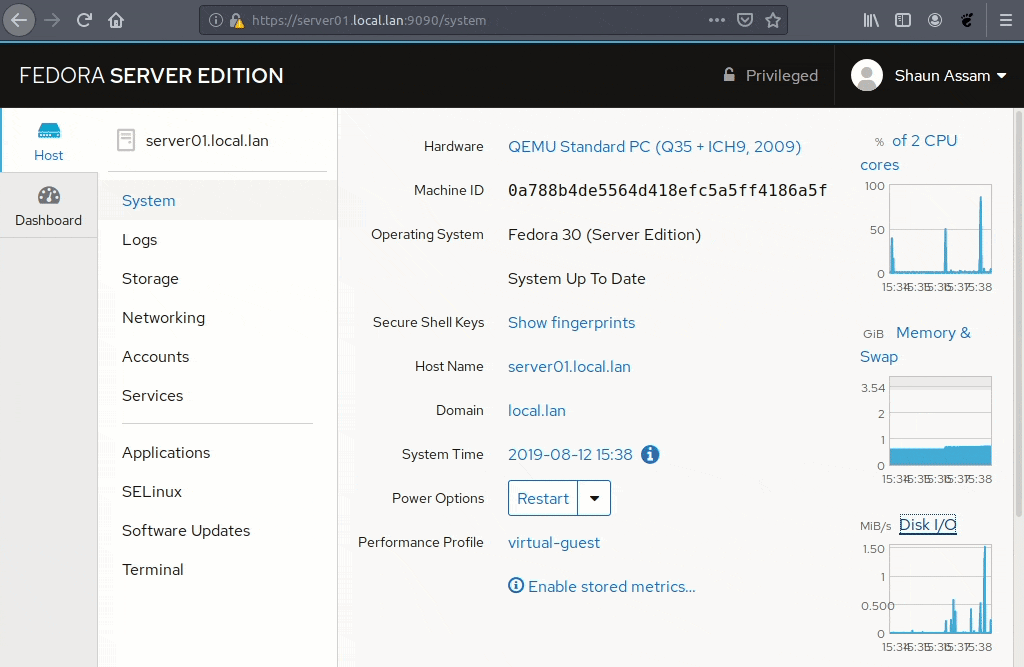 https://server01.local.lan:9090/system
FEDORA SERVER EDITION
Privileged
Shaun Assam
Host
Dashboard
server01.local.lan
System
Logs
Storage
Networking
Accounts
Services
Applications
SELinux
Software Updates
Terminal
Hardware QEMU Standard PC (Q35 + ICH9, 2009)
Machine ID 0a788b4de5564d418efc5a5ff4186a5f
Operating System Fedora 30 (Server Edition)
System Up To Date
Secure Shell Keys Show fingerprints
Host Name server01.local.lan
Domain local.lan
System Time 2019-08-12 15:38
Power Options Restart
Performance Profile virtual-guest
Enable stored metrics...
% of 2 CPU
cores
100
50
0
15:34 15:35 15:36 15:37 15:38
GiB Memory &
Swap
3.54
2
1
0
15:34 15:35 15:36 15:37 15:38
MiB/s Disk I/O
1.50
1
0.500
0
15:34 15:35 15:36 15:37 15:38